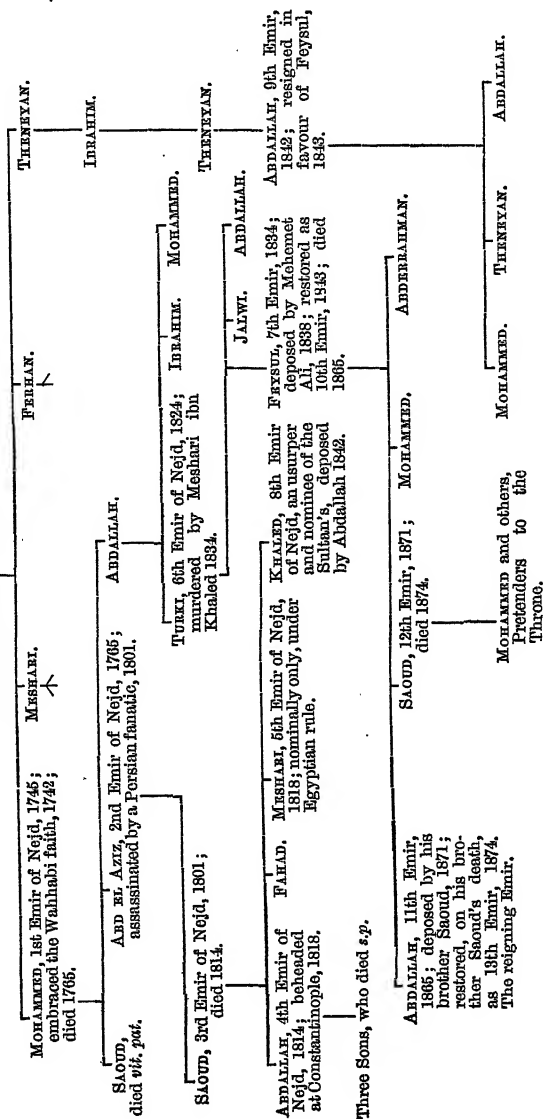 MOHAMMED, 1st Emir of Nejd, 1745;
embraced the Wahhabi faith, 1742;
died 1765.
MESHARI.
FERHAN.
THENEYAN.
SAOUD,
died vit. pat.
ABD EL AZIZ, 2nd Emir of Nejd, 1765;
assassinated by a Persian fanatic, 1801.
ABDALLAH.
IBRAHIM.
SAOUD, 3rd Emir of Nejd, 1801;
died 1814.
TURKI, 6th Emir of Nejd, 1824;
murdered by Meshari ibn
Khaled 1834.
IBRAHIM.
MOHAMMED.
THENEYAN.
ABDALLAH, 4th Emir of
Nejd, 1814; beheaded
at Constantinople, 1818.
FAHAD.
MESHARI, 5th Emir of Nejd,
1818; nominally only, under
Egyptian rule.
KHALED, 8th Emir
of Nejd, an usurper
and nominee of the
Sultan's, deposed
by Abdallah 1842.
FEYSUL, 7th Emir, 1834;
deposed by Mehemet
Ali, 1838; restored as
10th Emir, 1843; died
1865.
JALWI.
ABDALLAH.
ABDALLAH, 9th Emir,
1842; resigned in
favour of Feysul,
1843.
Three Sons, who died s.p.
ABDALLAH, 11th Emir,
1865; deposed by his
brother Saoud, 1871;
restored, on his bro-
ther Saoud's death,
as 13th Emir, 1874.
The reigning Emir.
SAOUD, 12th Emir, 1871;
died 1874.
MOHAMMED.
ABDERRAHMAN.
MOHAMMED and others,
Pretenders to the
Throne.
MOHAMMED.
THENEYAN.
ABDALLAH.